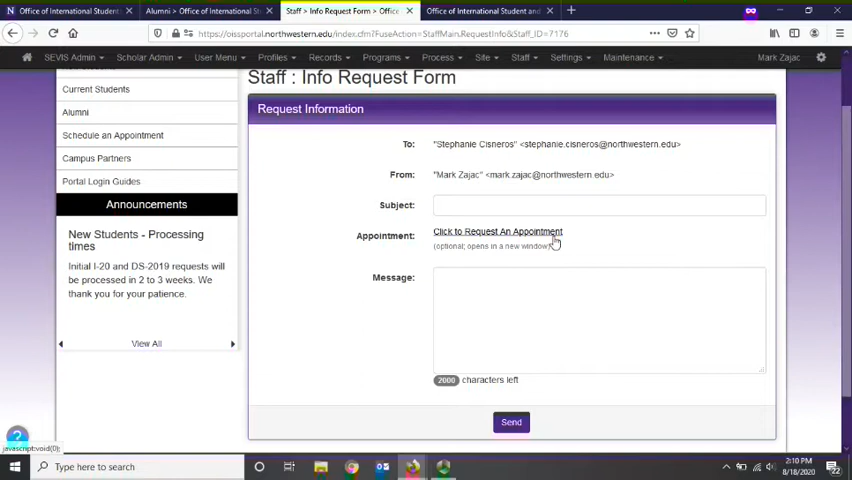 Office of International Student:
Alumni > Office of International St
Staff > Info Request Form > Office
Office of International Student and
https://oissportal.northwestern.edu/index.cfm?FuseAction=StaffMain.RequestInfo&Staff_ID=7176
SEVIS Admin
Scholar Admin
User Menu
Profiles
Records
Programs
Process
Site
Staff
Settings
Maintenance
Mark Zajac
Current Students
Alumni
Schedule an Appointment
Campus Partners
Portal Login Guides
Announcements
New Students - Processing
times
Initial I-20 and DS-2019 requests will
be processed in 2 to 3 weeks. We
thank you for your patience.
View All
Staff : Info Request Form
Request Information
To: "Stephanie Cisneros" <stephanie.cisneros@northwestern.edu>
From: "Mark Zajac" <mark.zajac@northwestern.edu>
Subject:
Appointment: Click to Request An Appointment
(optional; opens in a new window)
Message:
2000 characters left
Send
javascript:void(0);
Type here to search
2:10 PM
8/18/2020
22